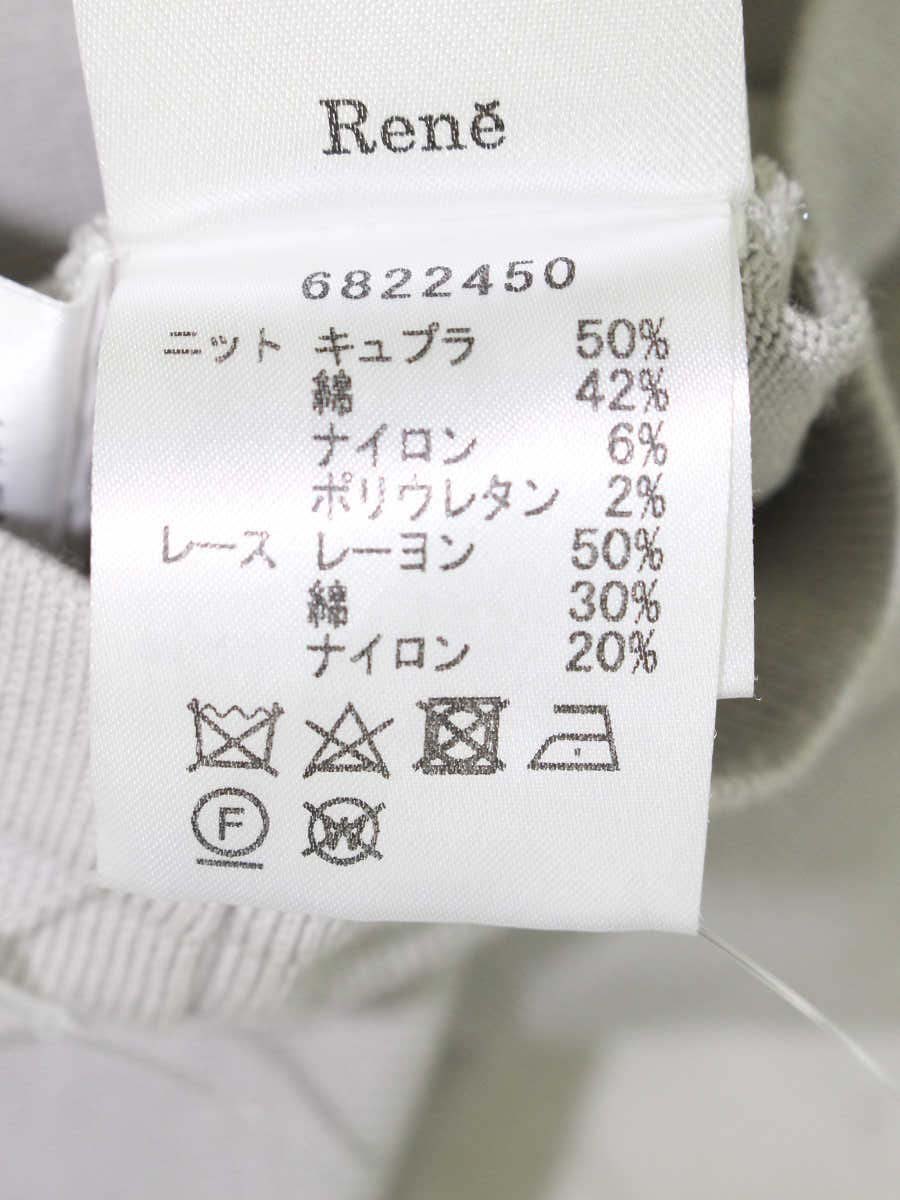 René
6822450
ニット キュプラ 50%
綿 42%
ナイロン 6%
ポリウレタン 2%
レース レーヨン 50%
綿 30%
ナイロン 20%
F
W